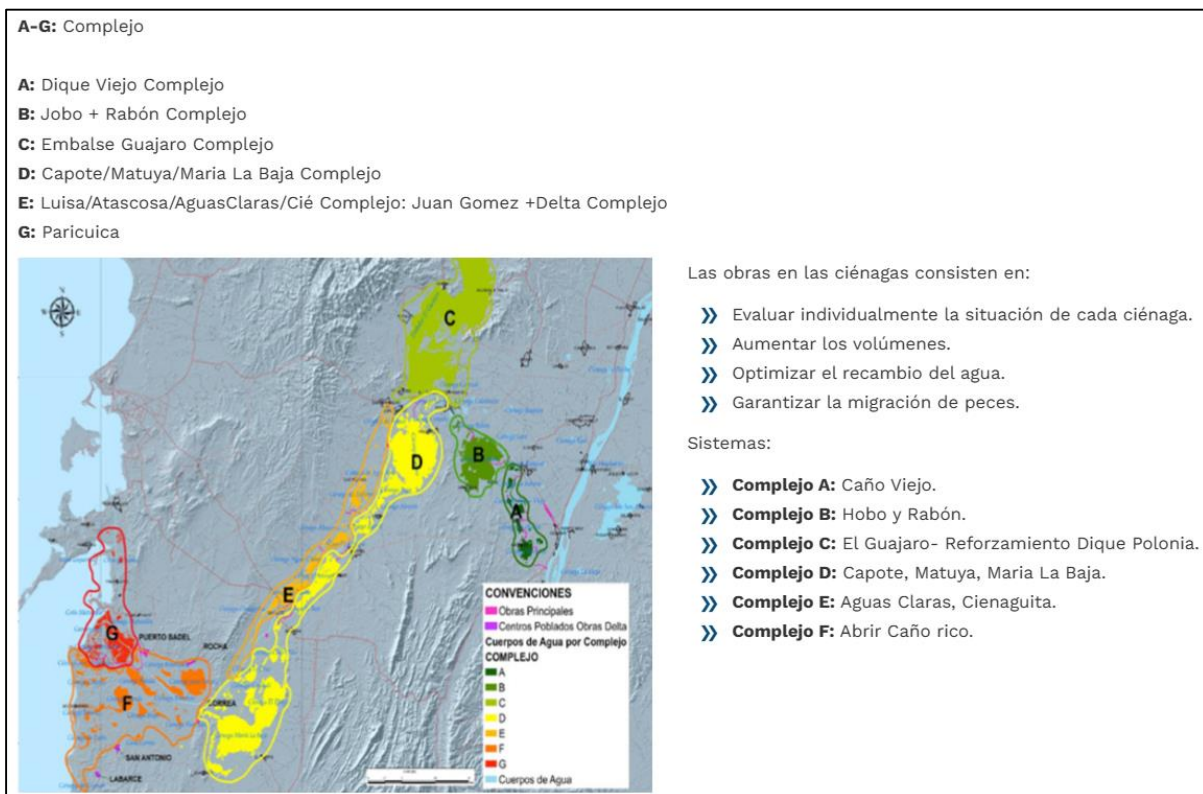 A-G: Complejo
A: Dique Viejo Complejo
B: Jobo + Rabón Complejo
C: Embalse Guajaro Complejo
D: Capote/Matuya/Maria La Baja Complejo
E: Luisa/Atascosa/AguasClaras/Cié Complejo: Juan Gomez +Delta Complejo
G: Paricuica
C
D
B
A
E
G
PUERTO BADEL
ROCHA
F
CORREA
SAN ANTONIO
LABARCE
CONVENCIONES
Obras Principales
Centros Poblados Obras Delta
Cuerpos de Agua por Complejo
COMPLEJO
A
B
C
D
E
F
G
Cuerpos de Agua
Las obras en las ciénagas consisten en:
Evaluar individualmente la situación de cada ciénaga.
Aumentar los volúmenes.
Optimizar el recambio del agua.
Garantizar la migración de peces.
Sistemas:
Complejo A: Caño Viejo.
Complejo B: Hobo y Rabón.
Complejo C: El Guajaro- Reforzamiento Dique Polonia.
Complejo D: Capote, Matuya, Maria La Baja.
Complejo E: Aguas Claras, Cienaguita.
Complejo F: Abrir Caño rico.